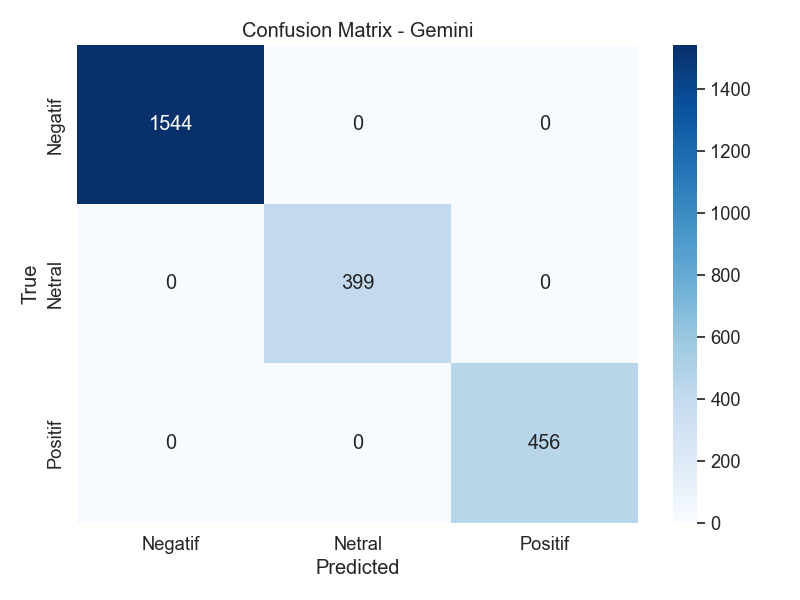 Confusion Matrix - Gemini
Negatif
1544
0
0
Netral
0
399
0
Positif
0
0
456
True
Negatif
Netral
Positif
Predicted
1400
1200
1000
800
600
400
200
0